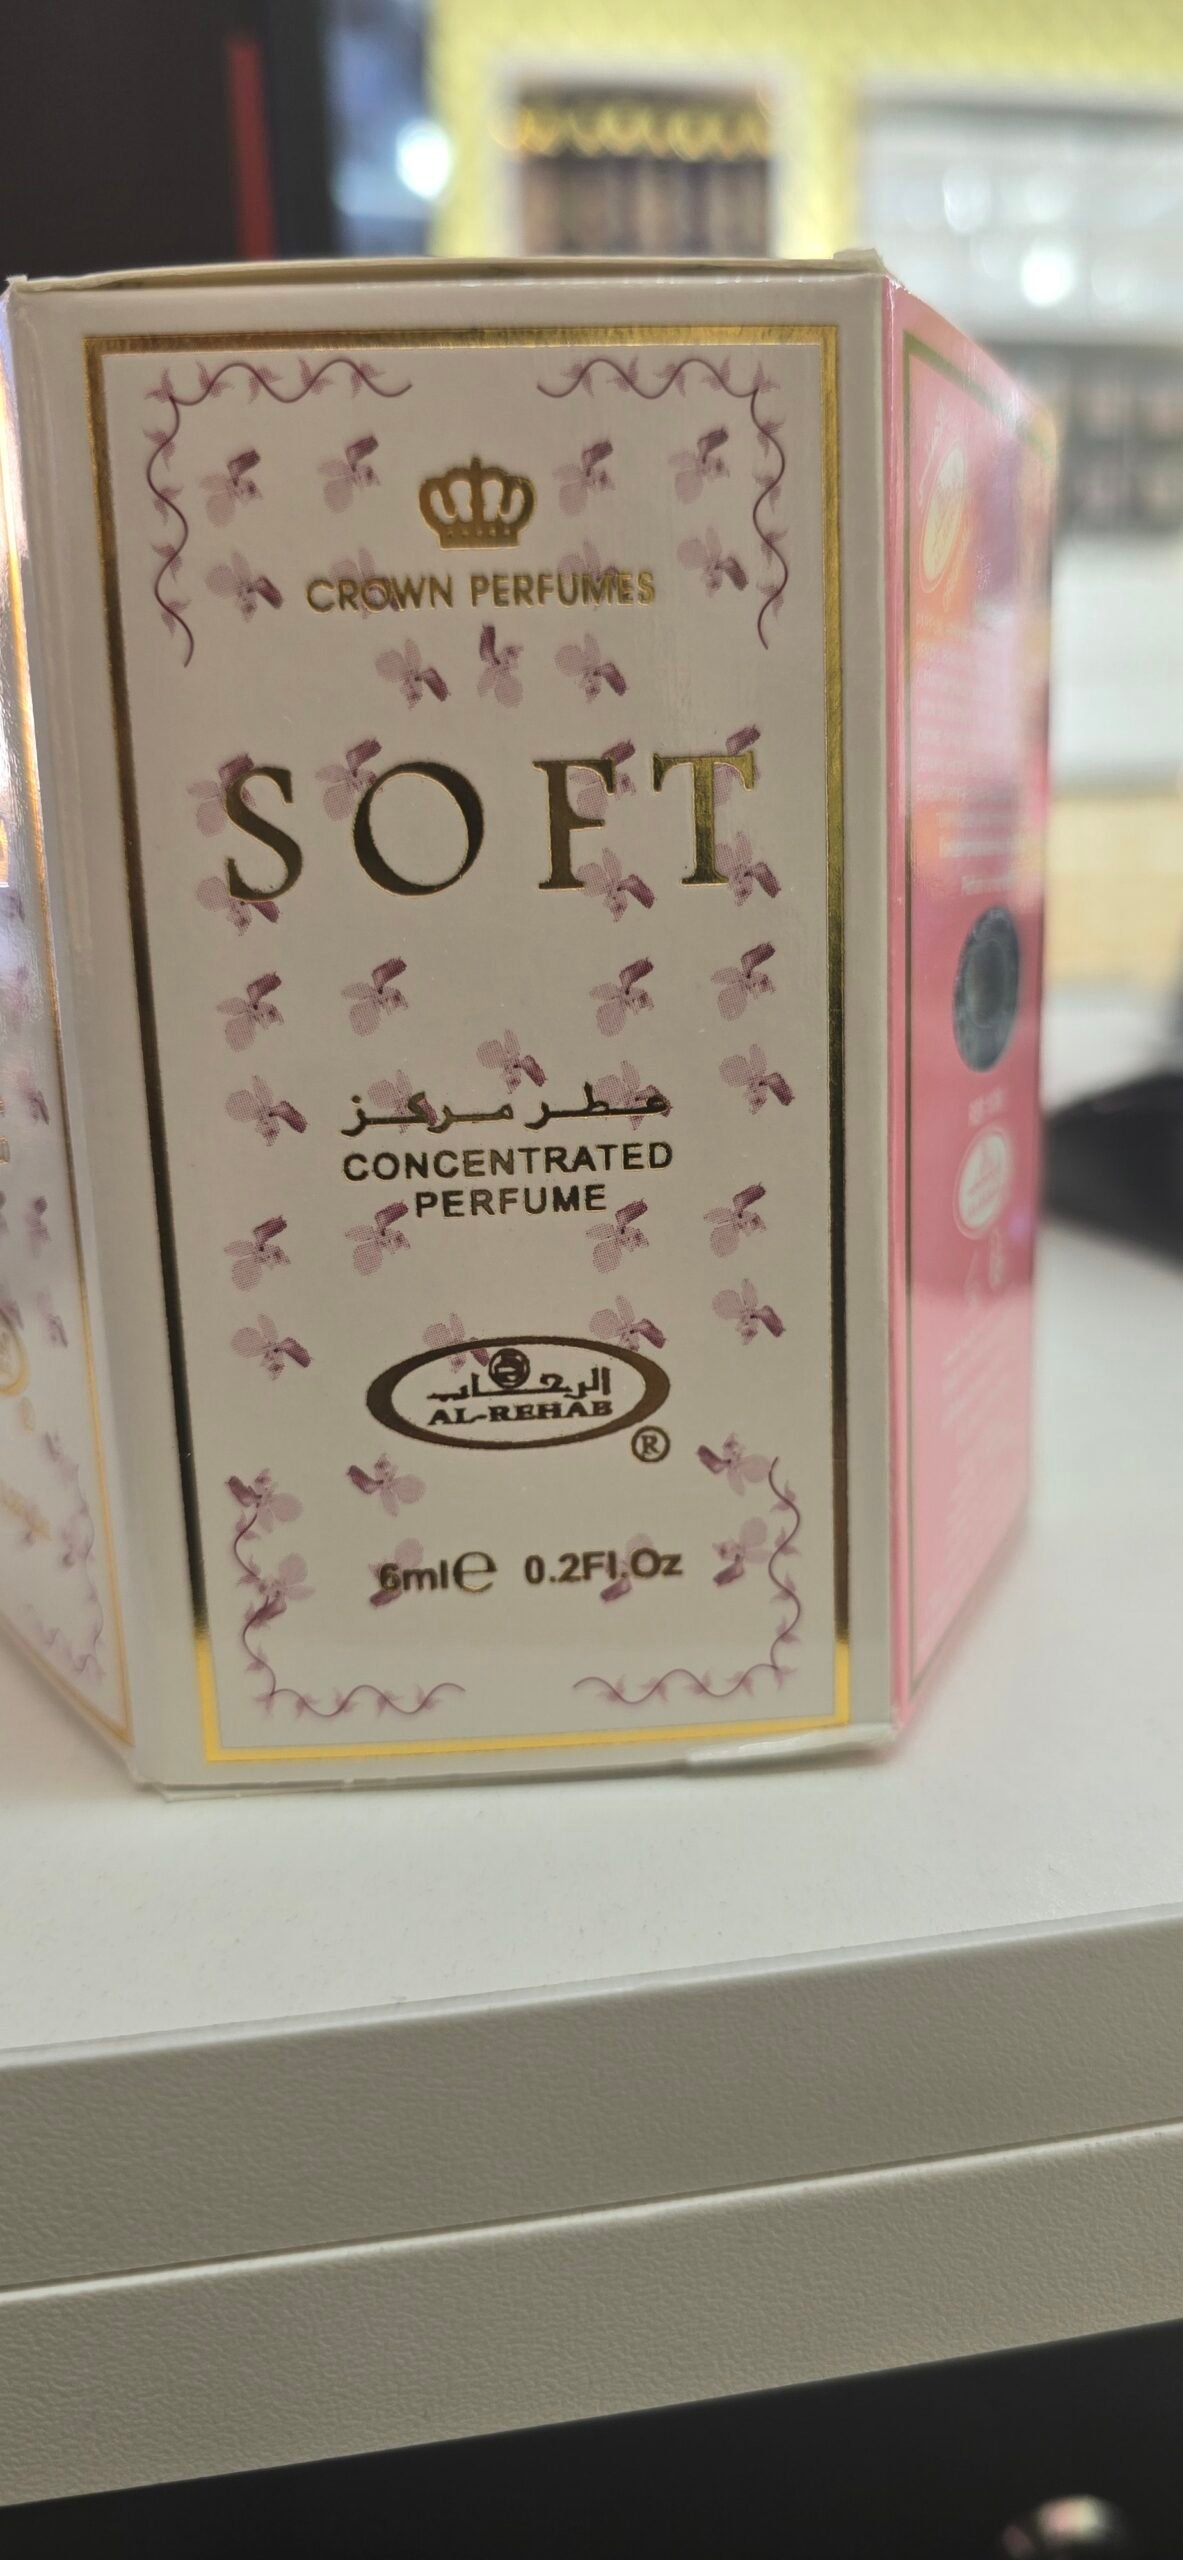 CROWN PERFUMES
SOFT
عطر مركز
CONCENTRATED
PERFUME
الرحاب
AL-REHAB
®
6ml℮ 0.2Fl.Oz